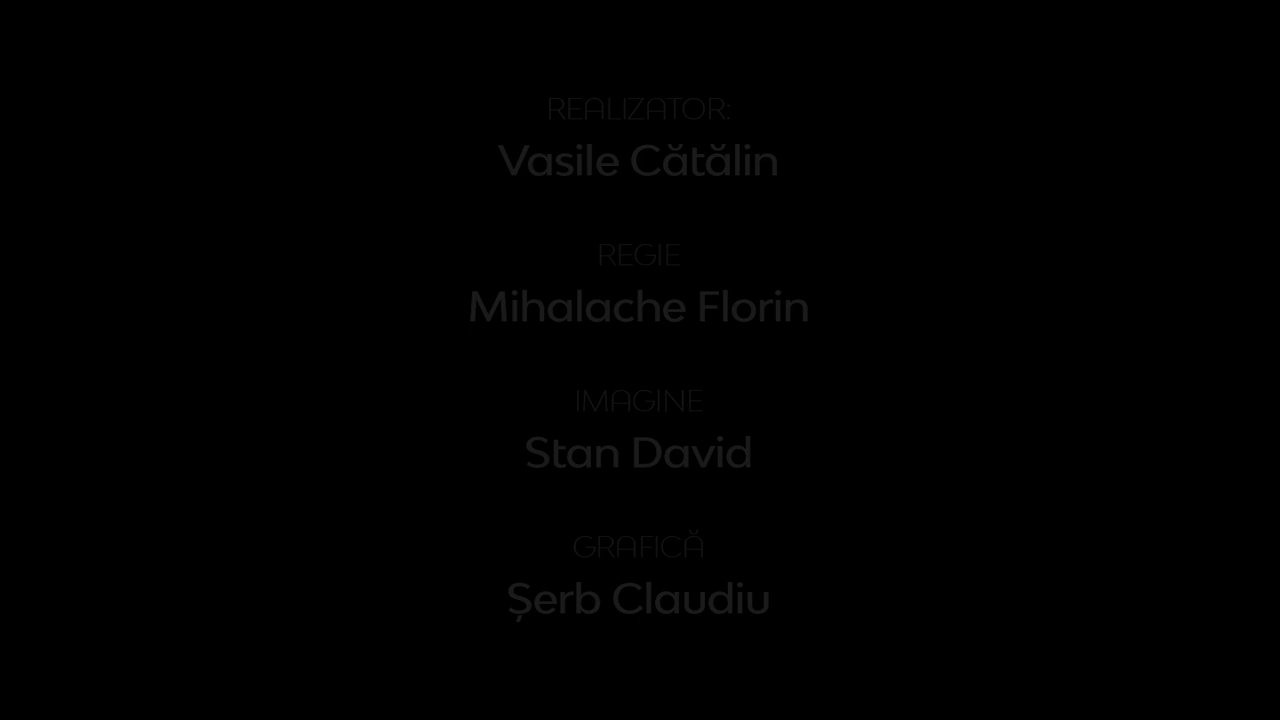 REALIZATOR:
Vasile Cătălin
REGIE
Mihalache Florin
IMAGINE
Stan David
GRAFICĂ
Șerb Claudiu